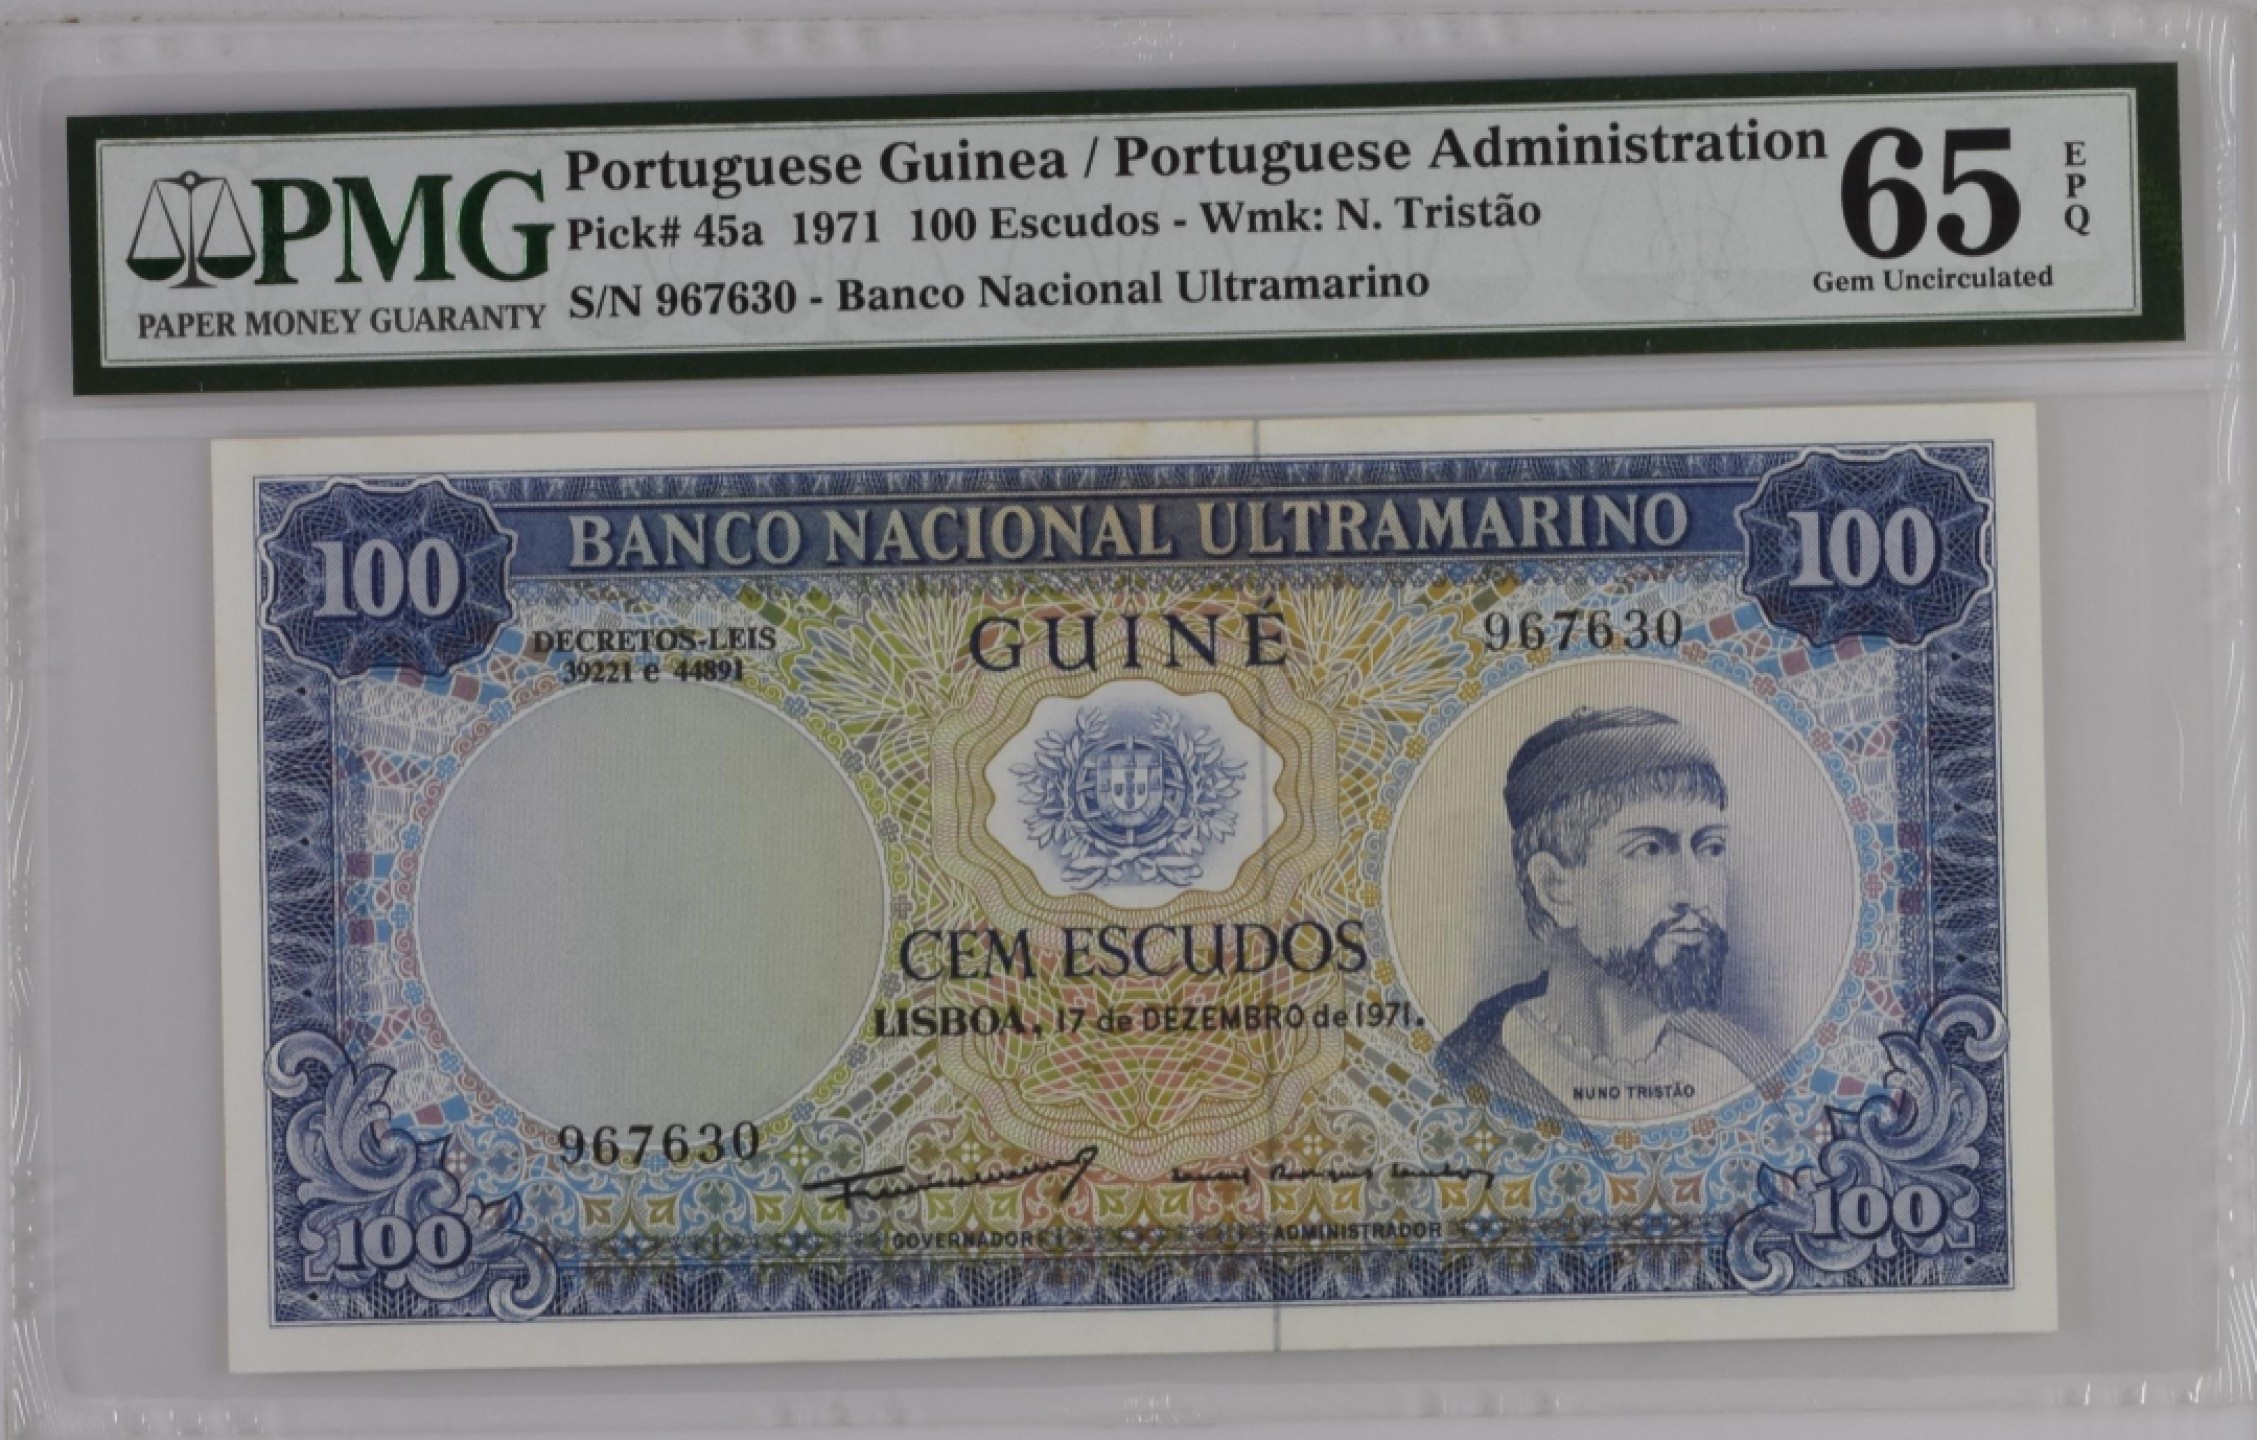 PMG
PAPER MONEY GUARANTY
Portuguese Guinea / Portuguese Administration
Pick# 45a 1971 100 Escudos - Wmk: N. Tristão
S/N 967630 - Banco Nacional Ultramarino
65
EPQ
Gem Uncirculated
100
BANCO NACIONAL ULTRAMARINO
100
DECRETOS-LEIS
39221 e 44891
GUINÉ
967630
CEM ESCUDOS
LISBOA, 17 de DEZEMBRO de 1971.
NUNO TRISTÃO
967630
GOVERNADOR
ADMINISTRADOR
100
100